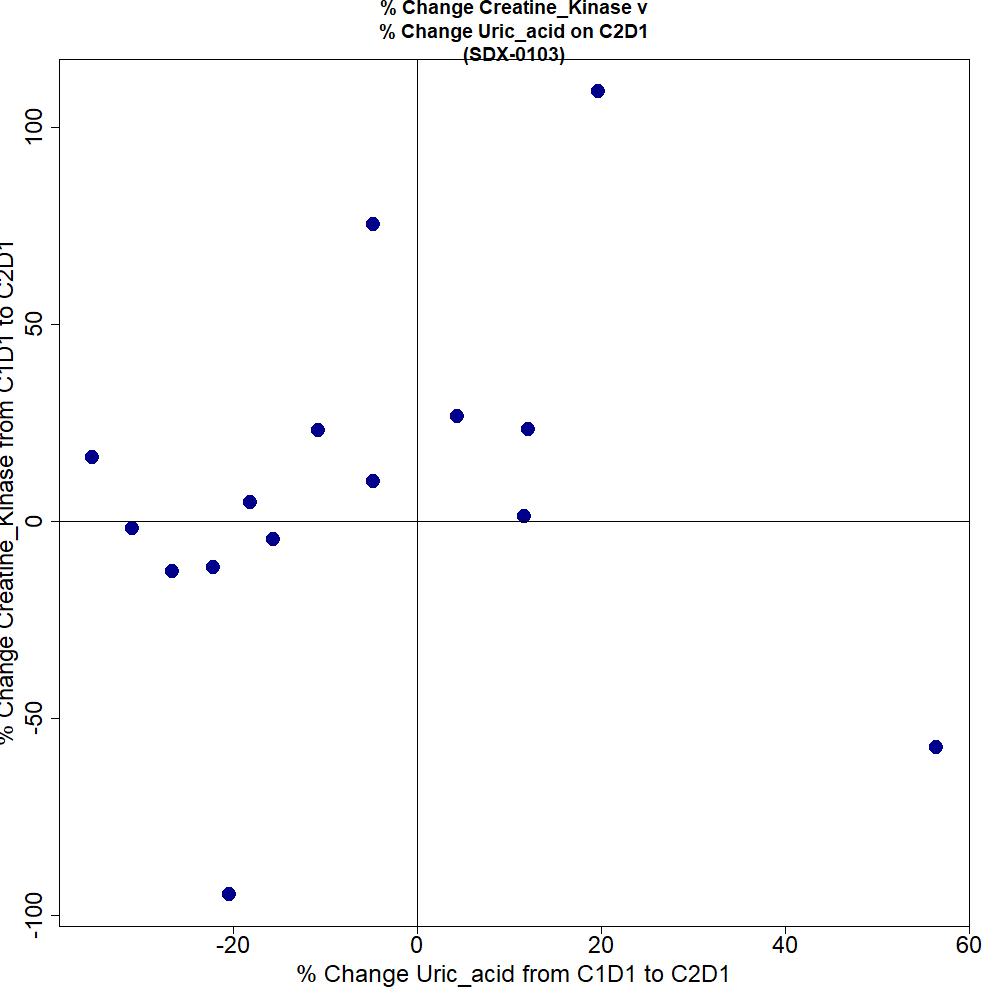 % Change Creatine_Kinase v
% Change Uric_acid on C2D1
(SDX-0103)
% Change Creatine_Kinase from C1D1 to C2D1
100
50
0
-50
-100
-20
0
20
40
60
% Change Uric_acid from C1D1 to C2D1